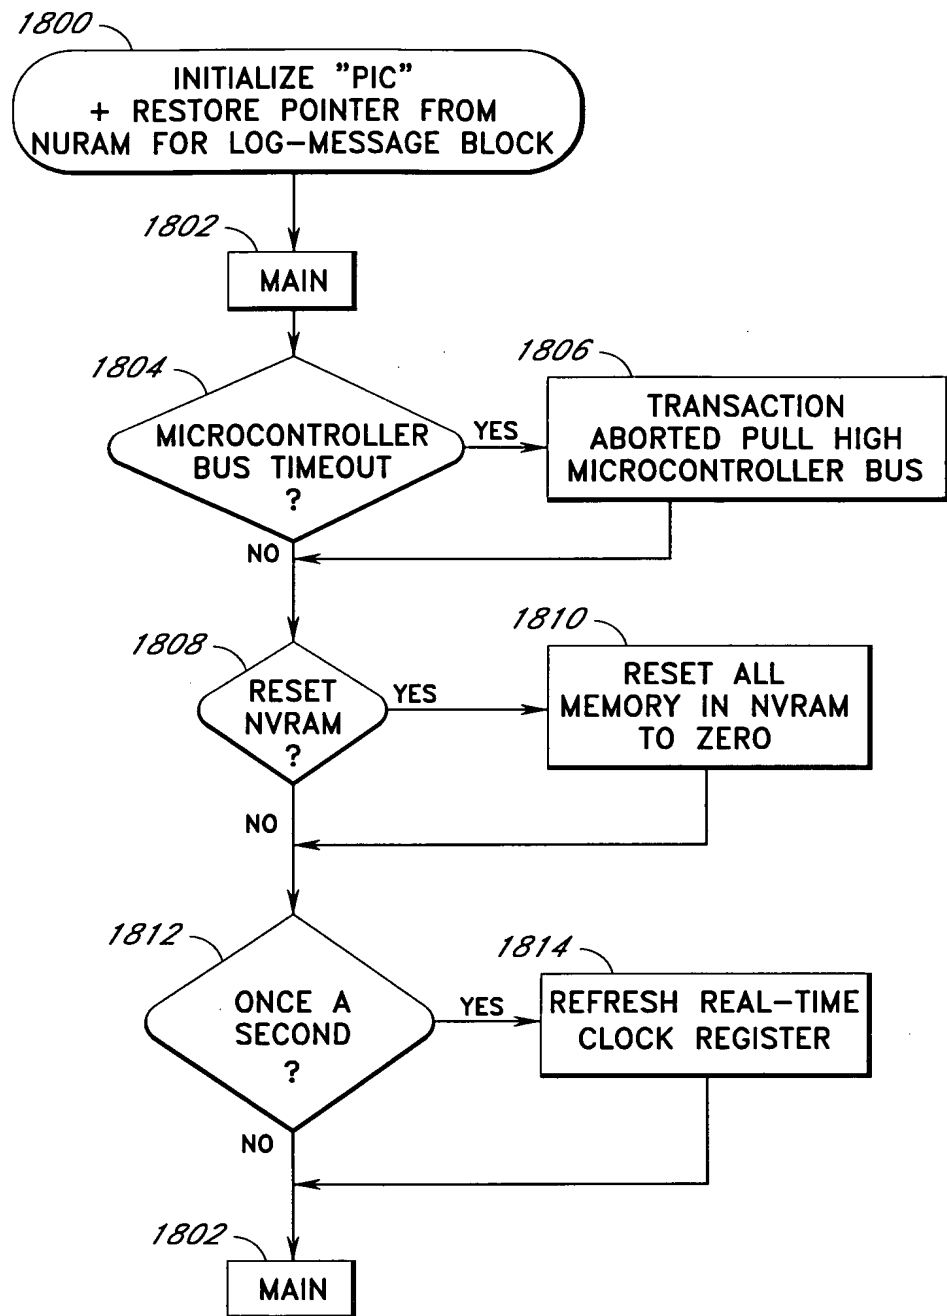 1800
INITIALIZE "PIC"
+ RESTORE POINTER FROM
NURAM FOR LOG-MESSAGE BLOCK
1802
MAIN
1804
MICROCONTROLLER
BUS TIMEOUT
?
YES
1806
TRANSACTION
ABORTED PULL HIGH
MICROCONTROLLER BUS
NO
1808
RESET
NVRAM
?
YES
1810
RESET ALL
MEMORY IN NVRAM
TO ZERO
NO
1812
ONCE A
SECOND
?
YES
1814
REFRESH REAL-TIME
CLOCK REGISTER
NO
1802
MAIN